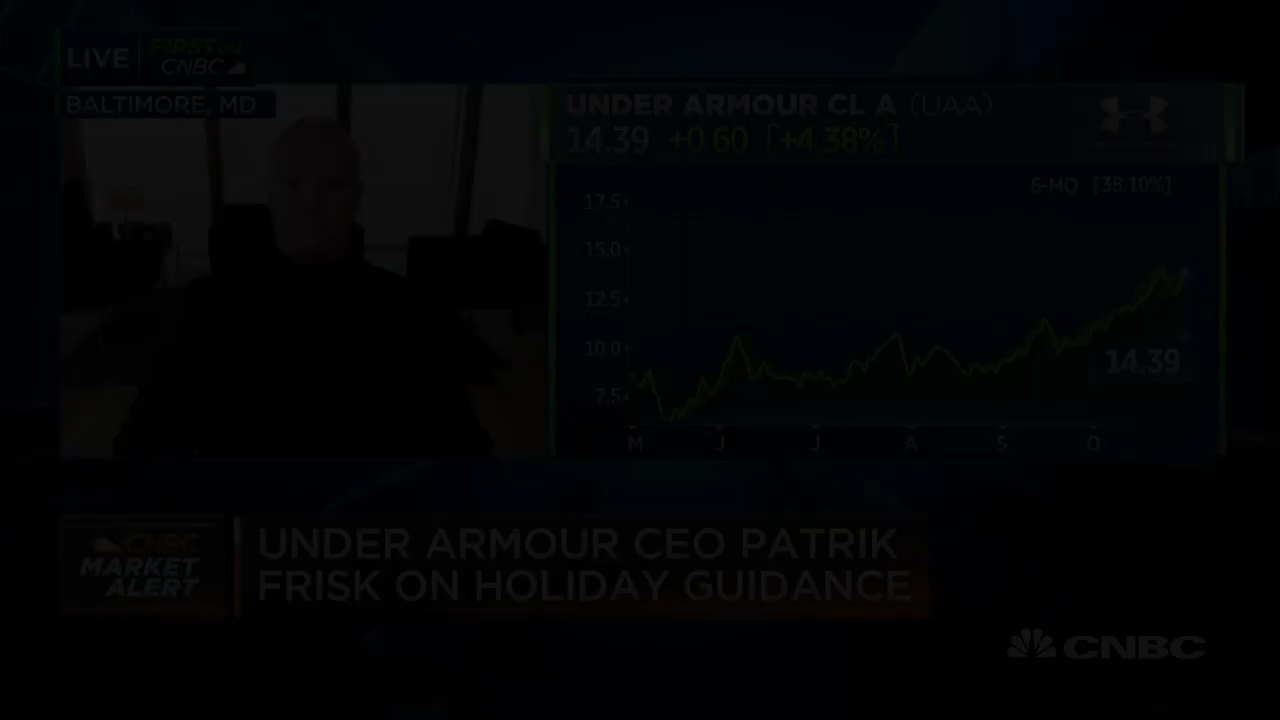 LIVE
FIRST ON
CNBC
BALTIMORE, MD
UNDER ARMOUR CL A (UAA)
14.39 +0.60 [+4.38%]
6-MO [38.10%]
17.5
15.0
12.5
10.0
7.5
14.39
M J J A S O
CNBC
MARKET
ALERT
UNDER ARMOUR CEO PATRIK
FRISK ON HOLIDAY GUIDANCE
CNBC